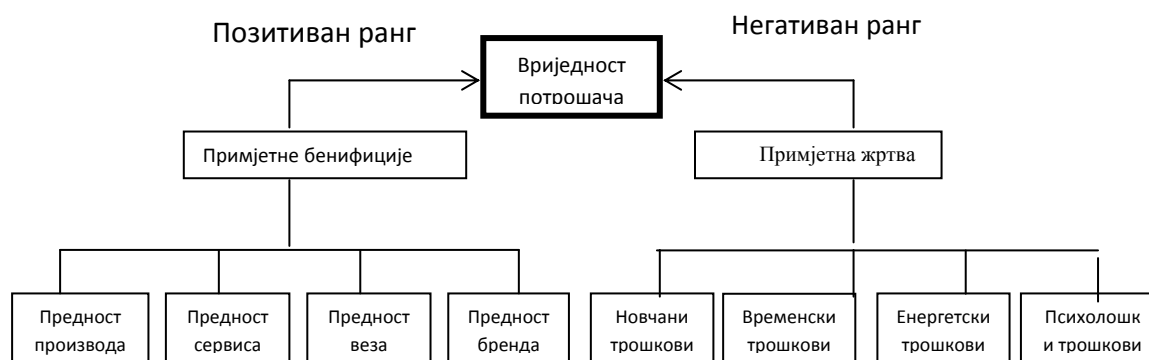 Позитиван ранг
Негативан ранг
Вриједност
потрошача
Примјетне бенифиције
Примјетна жртва
Предност
производа
Предност
сервиса
Предност
веза
Предност
бренда
Новчани
трошкови
Временски
трошкови
Енергетски
трошкови
Психолошк
и трошкови